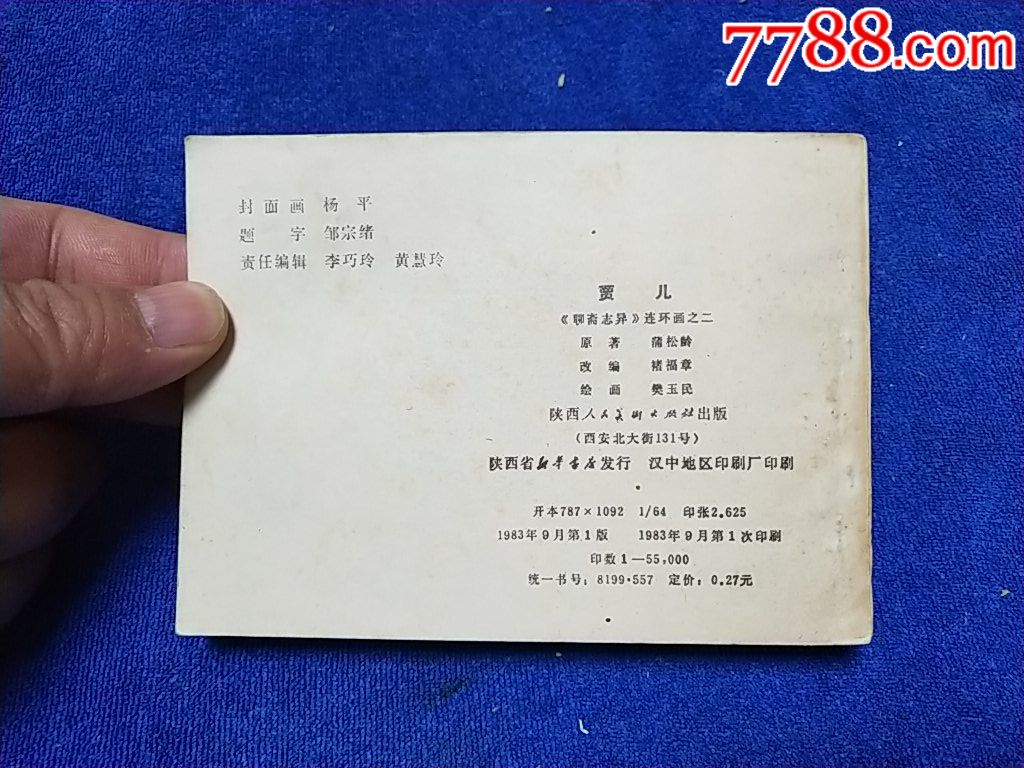 7788.com
封面画 杨平
题字 邹宗绪
责任编辑 李巧玲 黄慧玲
贾儿
《聊斋志异》连环画之二
原著 蒲松龄
改编 褚福章
绘画 樊玉民
陕西人民美术出版社出版
（西安北大街131号）
陕西省新华书店发行 汉中地区印刷厂印刷
开本787×1092 1/64 印张2.625
1983年9月第1版 1983年9月第1次印刷
印数1—55,000
统一书号：8199·557 定价：0.27元